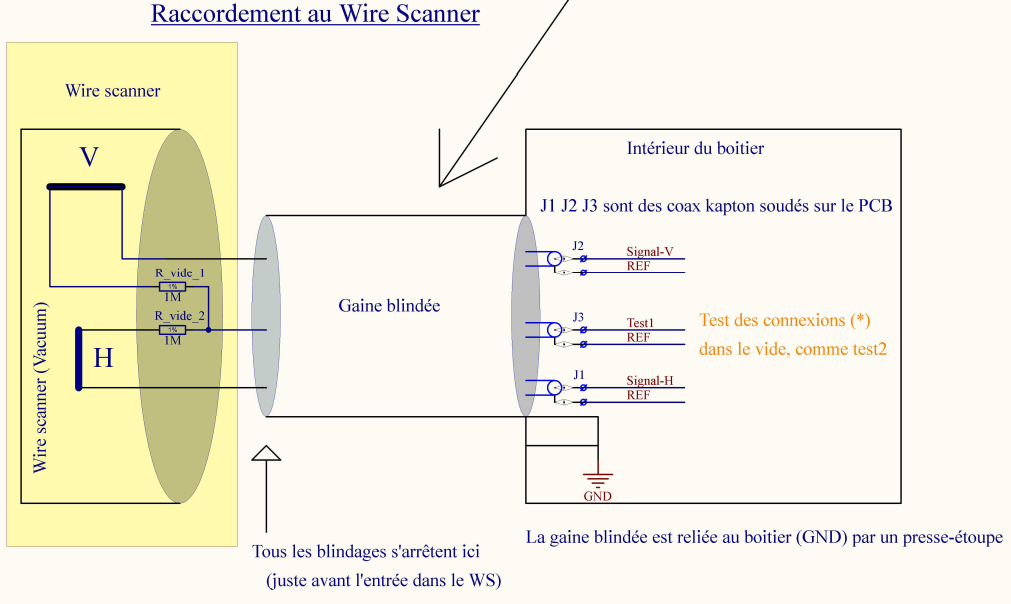 Raccordement au Wire Scanner
Wire scanner
V
R_vide_1
1%
1M
R_vide_2
1%
1M
H
Wire scanner (Vacuum)
Gaine blindée
Intérieur du boitier
J1 J2 J3 sont des coax kapton soudés sur le PCB
J2
Signal-V
REF
J3
Test1
REF
Test des connexions (*)
dans le vide, comme test2
J1
Signal-H
REF
GND
Tous les blindages s'arrêtent ici
(juste avant l'entrée dans le WS)
La gaine blindée est reliée au boitier (GND) par un presse-étoupe